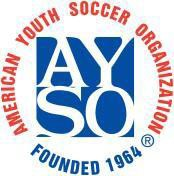 AMERICAN YOUTH SOCCER ORGANIZATION
AY
SO
®
FOUNDED 1964